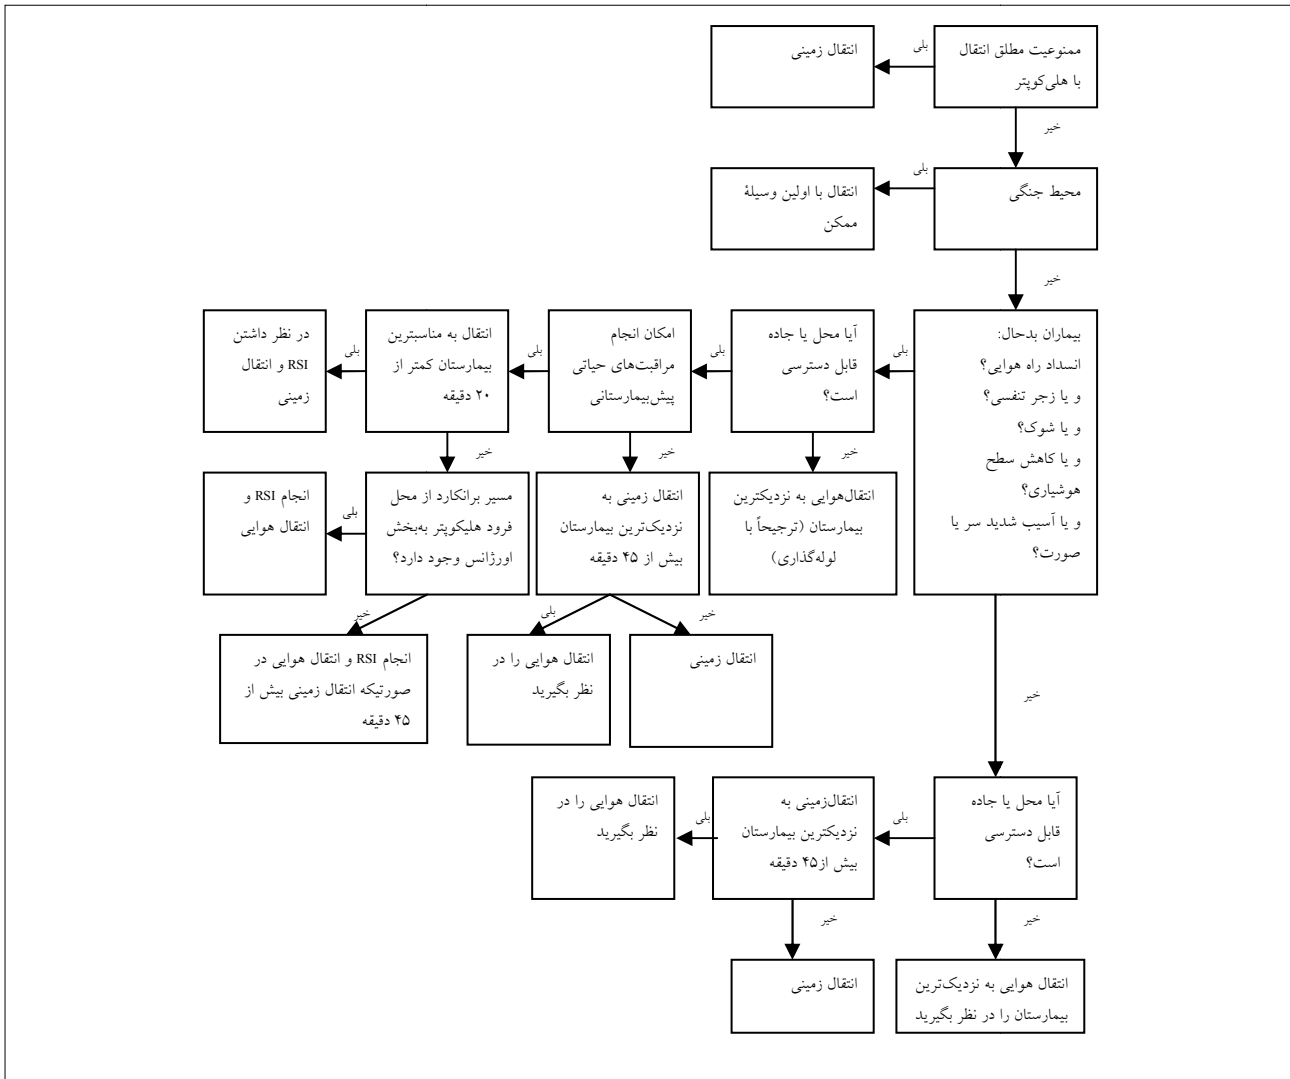 ممنوعیت مطلق انتقال
با هلی‌کوپتر
بلی
انتقال زمینی
خیر
محیط جنگی
بلی
انتقال با اولین وسیلهٔ
ممکن
خیر
بیماران بدحال:
انسداد راه هوایی؟
و یا زجر تنفسی؟
و یا شوک؟
و یا کاهش سطح
هوشیاری؟
و یا آسیب شدید سر یا
صورت؟
بلی
آیا محل یا جاده
قابل دسترسی
است؟
بلی
امکان انجام
مراقبت‌های حیاتی
پیش‌بیمارستانی
بلی
انتقال به مناسبترین
بیمارستان کمتر از
۲۰ دقیقه
بلی
در نظر داشتن
RSI و انتقال
زمینی
خیر
خیر
خیر
انتقال‌هوایی به نزدیکترین
بیمارستان (ترجیحاً با
لوله‌گذاری)
انتقال زمینی به
نزدیک‌ترین بیمارستان
بیش از ۴۵ دقیقه
مسیر برانکارد از محل
فرود هلیکوپتر به‌بخش
اورژانس وجود دارد؟
بلی
انجام RSI و
انتقال هوایی
خیر
بلی
خیر
انتقال زمینی
انتقال هوایی را در
نظر بگیرید
انجام RSI و انتقال هوایی در
صورتیکه انتقال زمینی بیش از
۴۵ دقیقه
خیر
آیا محل یا جاده
قابل دسترسی
است؟
بلی
انتقال‌زمینی به
نزدیکترین بیمارستان
بیش از۴۵ دقیقه
بلی
انتقال هوایی را در
نظر بگیرید
خیر
خیر
انتقال هوایی به نزدیک‌ترین
بیمارستان را در نظر بگیرید
انتقال زمینی